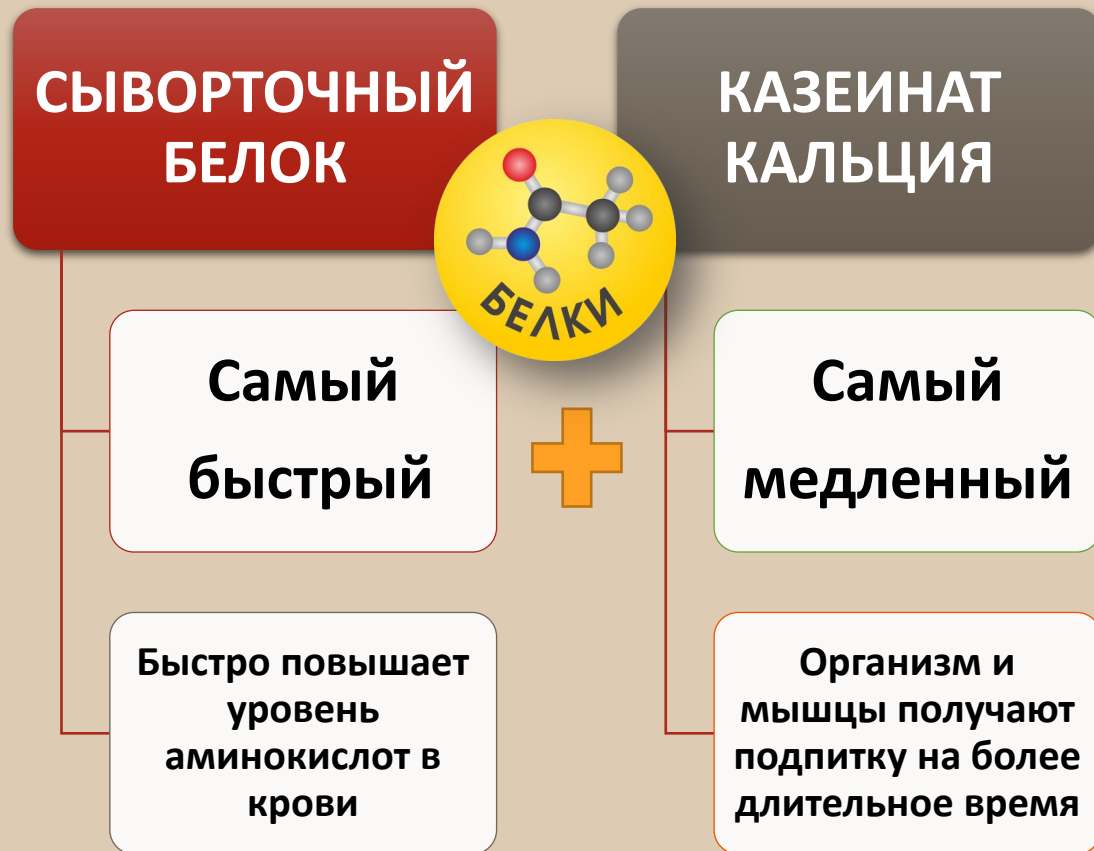 СЫВОРТОЧНЫЙ
БЕЛОК
КАЗЕИНАТ
КАЛЬЦИЯ
БЕЛКИ
Самый
быстрый
Самый
медленный
Быстро повышает
уровень
аминокислот в
крови
Организм и
мышцы получают
подпитку на более
длительное время